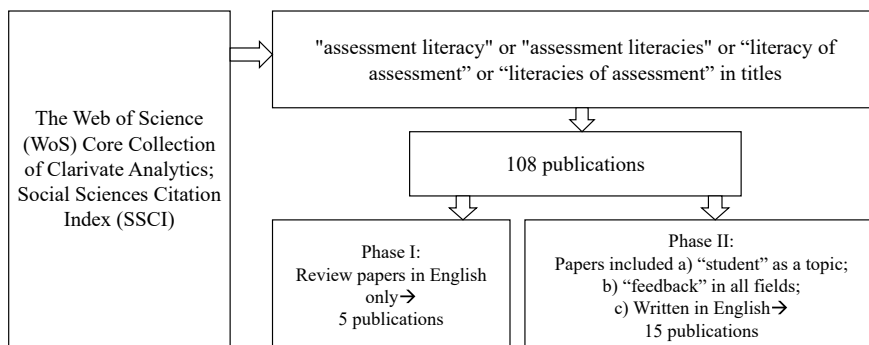 The Web of Science
(WoS) Core Collection
of Clarivate Analytics;
Social Sciences Citation
Index (SSCI)
"assessment literacy" or "assessment literacies" or “literacy of
assessment” or “literacies of assessment“ in titles
108 publications
Phase I:
Review papers in English
only→
5 publications
Phase II:
Papers included a) “student” as a topic;
b) “feedback” in all fields;
c) Written in English→
15 publications